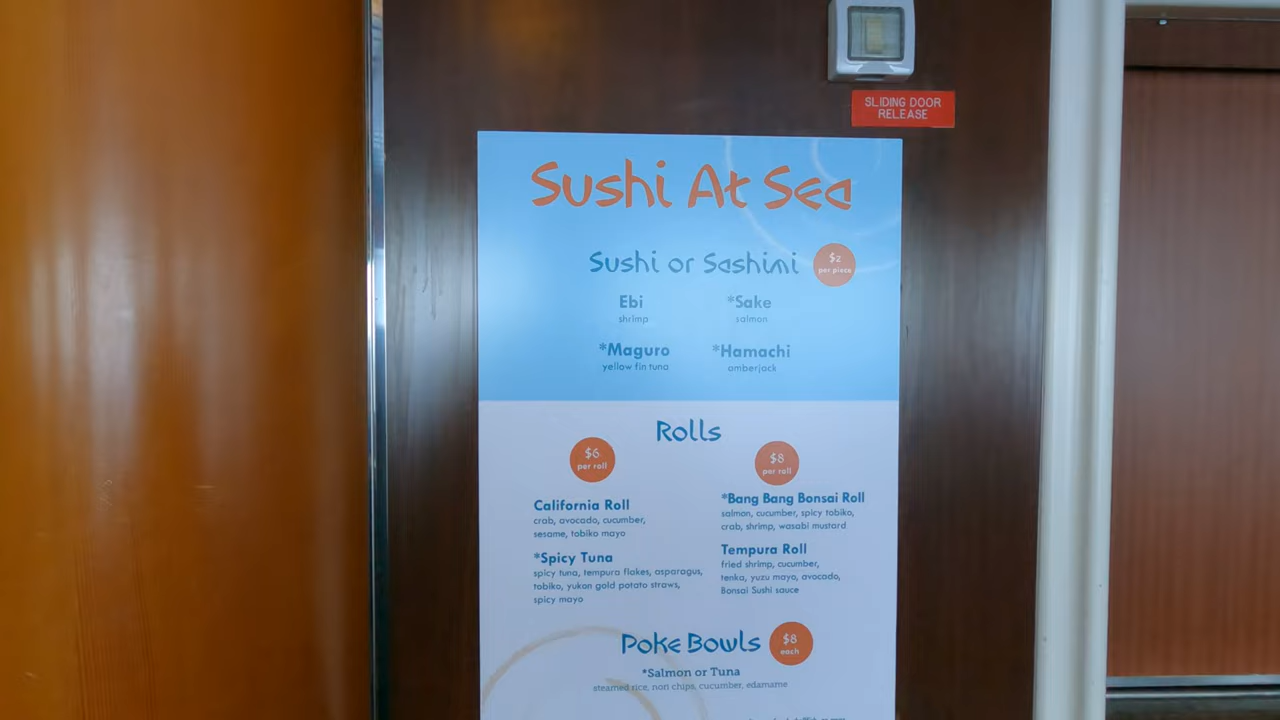 SLIDING DOOR
RELEASE
Sushi At Sea
Sushi or Sashimi
$2
per piece
Ebi
shrimp
*Sake
salmon
*Maguro
yellow fin tuna
*Hamachi
amberjack
Rolls
$6
per roll
$8
per roll
California Roll
crab, avocado, cucumber,
sesame, tobiko mayo
*Spicy Tuna
spicy tuna, tempura flakes, asparagus,
tobiko, yukon gold potato straws,
spicy mayo
*Bang Bang Bonsai Roll
salmon, cucumber, spicy tobiko,
crab, shrimp, wasabi mustard
Tempura Roll
fried shrimp, cucumber,
tenka, yuzu mayo, avocado,
Bonsai Sushi sauce
Poke Bowls
$8
each
*Salmon or Tuna
steamed rice, nori chips, cucumber, edamame